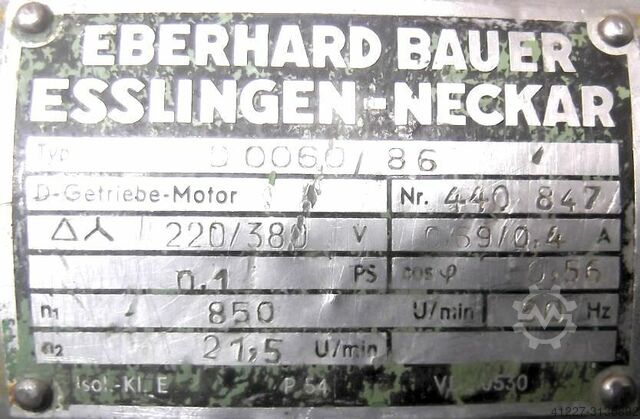 EBERHARD BAUER
ESSLINGEN-NECKAR
Typ D 0060/86
D-Getriebe-Motor Nr. 440 847
220/380 V 0,69/0,4 A
0,1 PS cos φ 0,56
n₁ 850 U/min Hz
n₂ 21,5 U/min
Isol.-Kl. E P 54